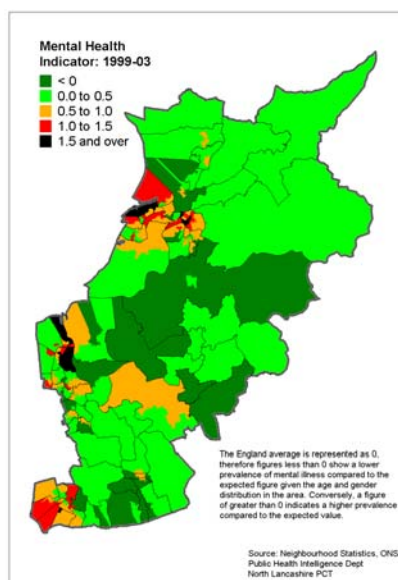 Mental Health
Indicator: 1999-03
< 0
0.0 to 0.5
0.5 to 1.0
1.0 to 1.5
1.5 and over
The England average is represented as 0,
therefore figures less than 0 show a lower
prevalence of mental illness compared to the
expected figure given the age and gender
distribution in the area. Conversely, a figure
of greater than 0 indicates a higher prevalence
compared to the expected value.
Source: Neighbourhood Statistics, ONS
Public Health Intelligence Dept
North Lancashire PCT